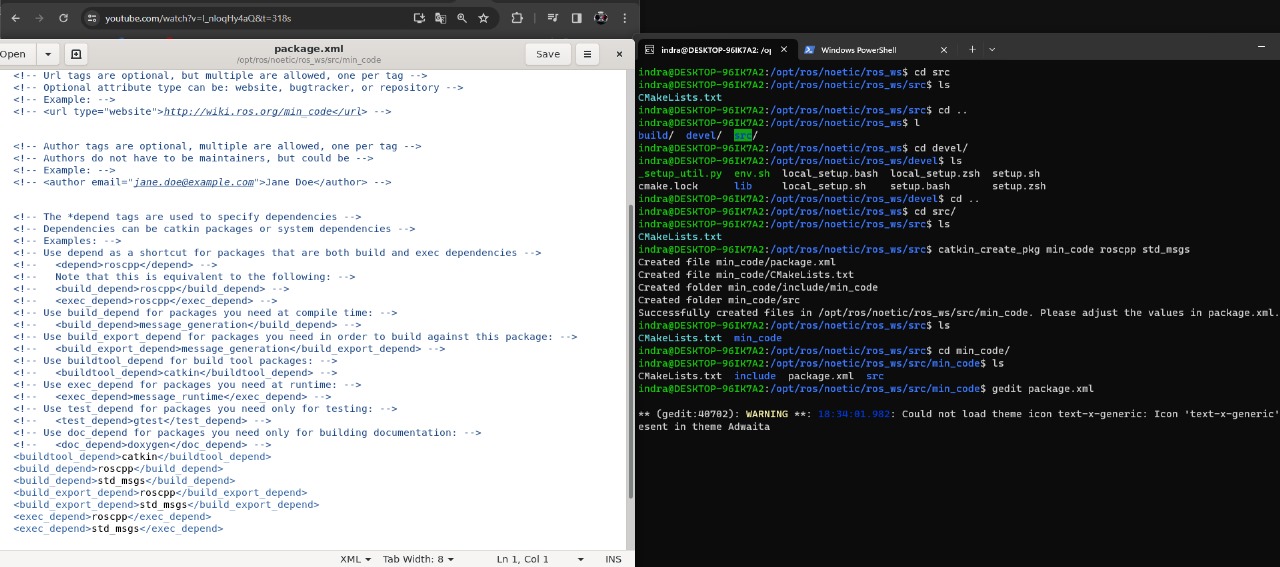 youtube.com/watch?v=l_nloqHy4aQ&t=318s
Open
package.xml
/opt/ros/noetic/ros_ws/src/min_code
Save
<!-- Url tags are optional, but multiple are allowed, one per tag -->
<!-- Optional attribute type can be: website, bugtracker, or repository -->
<!-- Example: -->
<!-- <url type="website">http://wiki.ros.org/min_code</url> -->
<!-- Author tags are optional, multiple are allowed, one per tag -->
<!-- Authors do not have to be maintainers, but could be -->
<!-- Example: -->
<!-- <author email="jane.doe@example.com">Jane Doe</author> -->
<!-- The *depend tags are used to specify dependencies -->
<!-- Dependencies can be catkin packages or system dependencies -->
<!-- Examples: -->
<!-- Use depend as a shortcut for packages that are both build and exec dependencies -->
<!--   <depend>roscpp</depend> -->
<!--   Note that this is equivalent to the following: -->
<!--   <build_depend>roscpp</build_depend> -->
<!--   <exec_depend>roscpp</exec_depend> -->
<!-- Use build_depend for packages you need at compile time: -->
<!--   <build_depend>message_generation</build_depend> -->
<!-- Use build_export_depend for packages you need in order to build against this package: -->
<!--   <build_export_depend>message_generation</build_export_depend> -->
<!-- Use buildtool_depend for build tool packages: -->
<!--   <buildtool_depend>catkin</buildtool_depend> -->
<!-- Use exec_depend for packages you need at runtime: -->
<!--   <exec_depend>message_runtime</exec_depend> -->
<!-- Use test_depend for packages you need only for testing: -->
<!--   <test_depend>gtest</test_depend> -->
<!-- Use doc_depend for packages you need only for building documentation: -->
<!--   <doc_depend>doxygen</doc_depend> -->
<buildtool_depend>catkin</buildtool_depend>
<build_depend>roscpp</build_depend>
<build_depend>std_msgs</build_depend>
<build_export_depend>roscpp</build_export_depend>
<build_export_depend>std_msgs</build_export_depend>
<exec_depend>roscpp</exec_depend>
<exec_depend>std_msgs</exec_depend>
XML Tab Width: 8 Ln 1, Col 1 INS
indra@DESKTOP-96IK7A2: /op
Windows PowerShell
indra@DESKTOP-96IK7A2:/opt/ros/noetic/ros_ws$ cd src
indra@DESKTOP-96IK7A2:/opt/ros/noetic/ros_ws/src$ ls
CMakeLists.txt
indra@DESKTOP-96IK7A2:/opt/ros/noetic/ros_ws/src$ cd ..
indra@DESKTOP-96IK7A2:/opt/ros/noetic/ros_ws$ l
build/  devel/  src/
indra@DESKTOP-96IK7A2:/opt/ros/noetic/ros_ws$ cd devel/
indra@DESKTOP-96IK7A2:/opt/ros/noetic/ros_ws/devel$ ls
_setup_util.py  env.sh  local_setup.bash  local_setup.zsh  setup.sh
cmake.lock      lib     local_setup.sh    setup.bash       setup.zsh
indra@DESKTOP-96IK7A2:/opt/ros/noetic/ros_ws/devel$ cd ..
indra@DESKTOP-96IK7A2:/opt/ros/noetic/ros_ws$ cd src/
indra@DESKTOP-96IK7A2:/opt/ros/noetic/ros_ws/src$ ls
CMakeLists.txt
indra@DESKTOP-96IK7A2:/opt/ros/noetic/ros_ws/src$ catkin_create_pkg min_code roscpp std_msgs
Created file min_code/package.xml
Created file min_code/CMakeLists.txt
Created folder min_code/include/min_code
Created folder min_code/src
Successfully created files in /opt/ros/noetic/ros_ws/src/min_code. Please adjust the values in package.xml.
indra@DESKTOP-96IK7A2:/opt/ros/noetic/ros_ws/src$ ls
CMakeLists.txt  min_code
indra@DESKTOP-96IK7A2:/opt/ros/noetic/ros_ws/src$ cd min_code/
indra@DESKTOP-96IK7A2:/opt/ros/noetic/ros_ws/src/min_code$ ls
CMakeLists.txt  include  package.xml  src
indra@DESKTOP-96IK7A2:/opt/ros/noetic/ros_ws/src/min_code$ gedit package.xml
** (gedit:40702): WARNING **: 18:34:01.982: Could not load theme icon text-x-generic: Icon 'text-x-generic'
esent in theme Adwaita